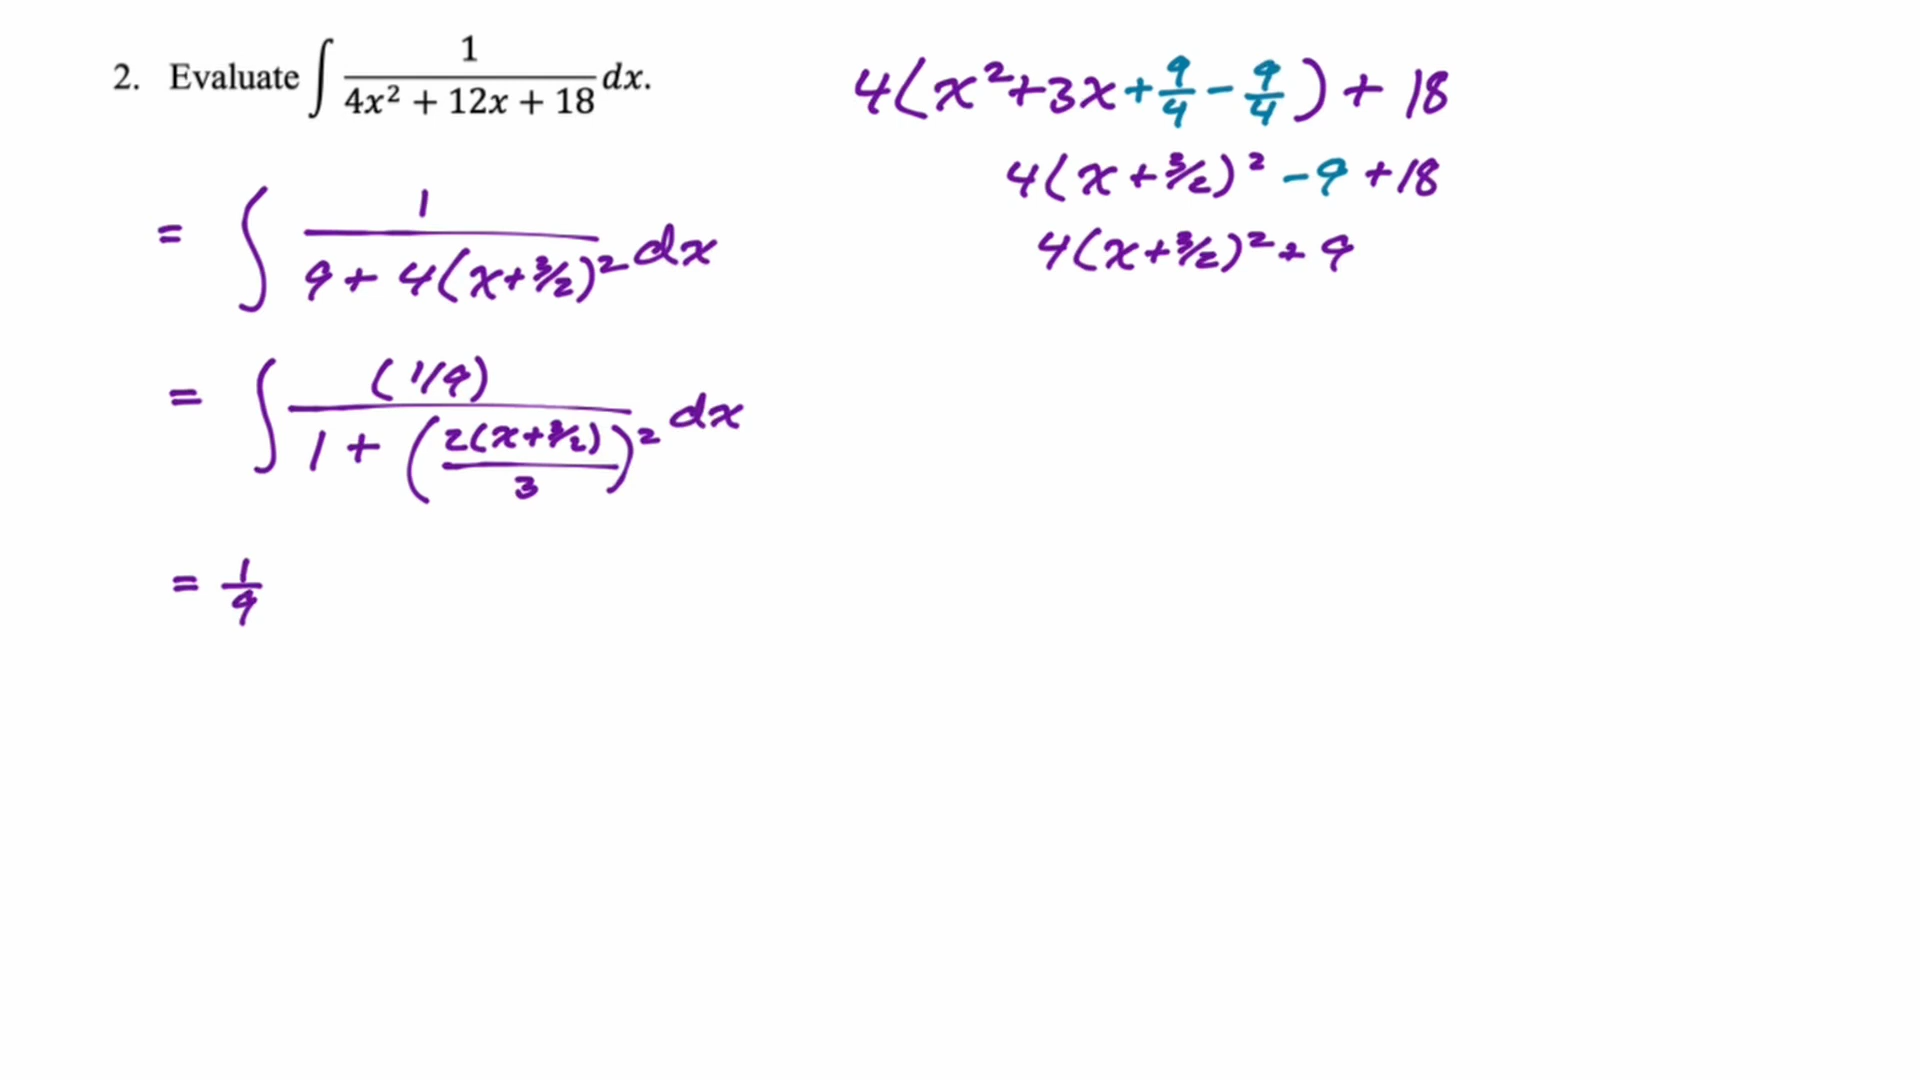 2. Evaluate ∫ 1/(4x² + 12x + 18) dx.
4(x² + 3x + 9/4 - 9/4) + 18
4(x + 3/2)² - 9 + 18
4(x + 3/2)² + 9
= ∫ 1/(9 + 4(x + 3/2)²) dx
= ∫ (1/9)/(1 + (2(x + 3/2)/3)²) dx
= 1/9